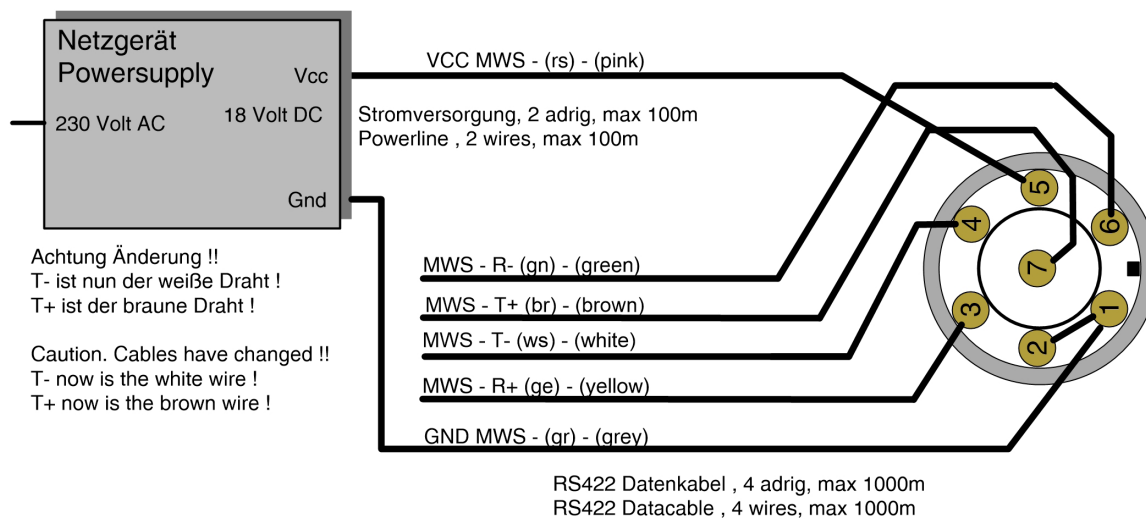 Netzgerät
Powersupply
Vcc
230 Volt AC
18 Volt DC
Gnd
VCC MWS - (rs) - (pink)
Stromversorgung, 2 adrig, max 100m
Powerline , 2 wires, max 100m
Achtung Änderung !!
T- ist nun der weiße Draht !
T+ ist der braune Draht !
Caution. Cables have changed !!
T- now is the white wire !
T+ now is the brown wire !
MWS - R- (gn) - (green)
MWS - T+ (br) - (brown)
MWS - T- (ws) - (white)
MWS - R+ (ge) - (yellow)
GND MWS - (gr) - (grey)
5
4
6
7
3
1
2
RS422 Datenkabel , 4 adrig, max 1000m
RS422 Datacable , 4 wires, max 1000m